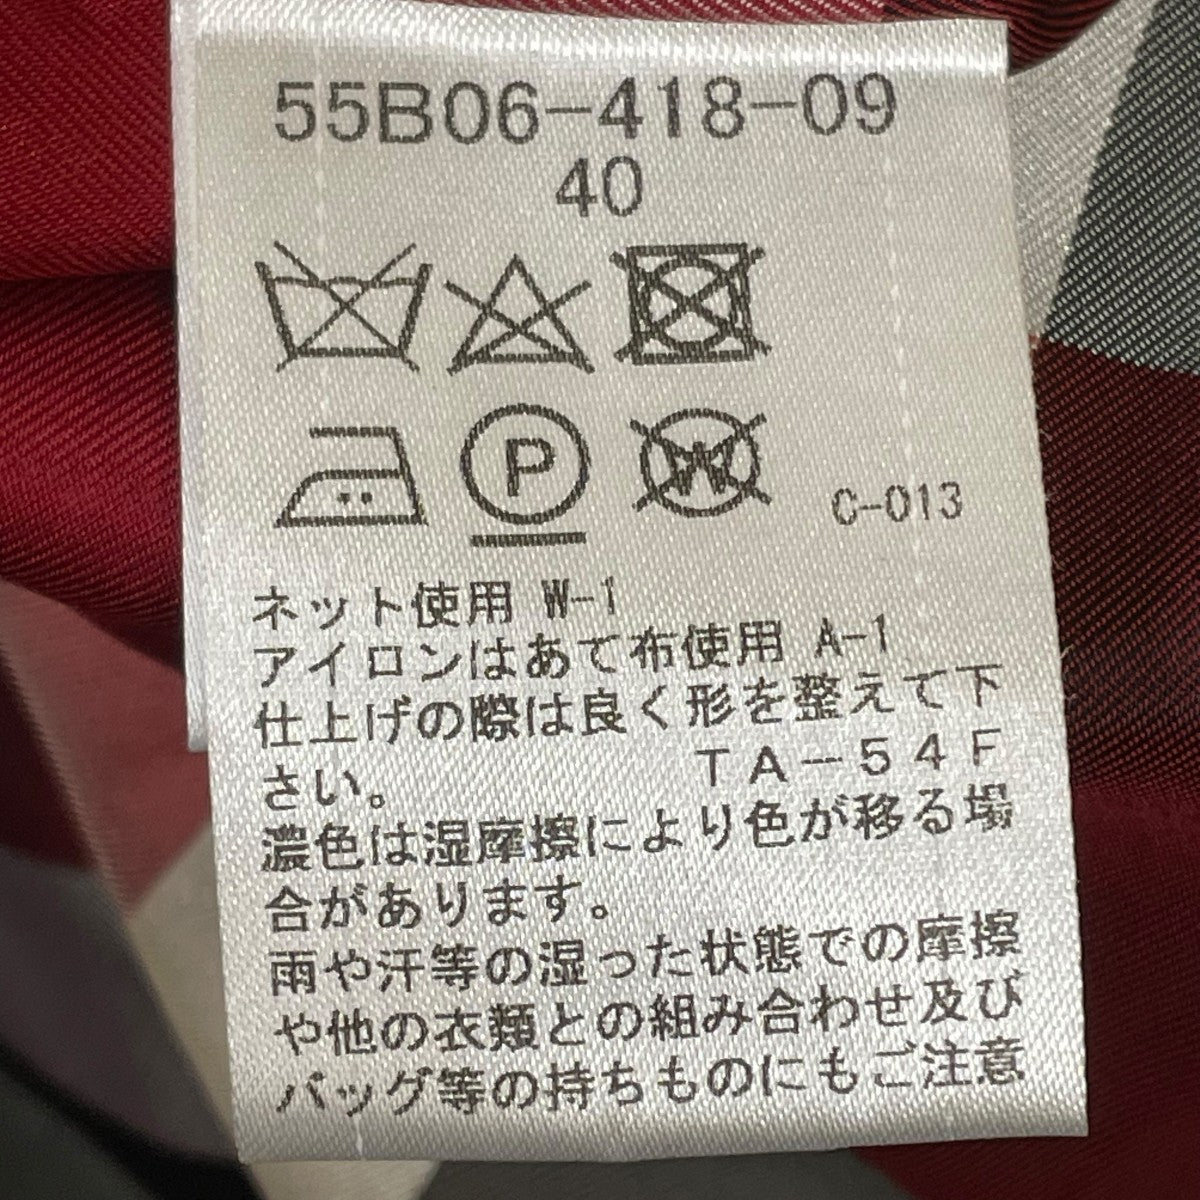 55B06-418-09
40
P
W
C-013
ネット使用 W-1
アイロンはあて布使用 A-1
仕上げの際は良く形を整えて下
さい。 TA-54F
濃色は湿摩擦により色が移る場
合があります。
雨や汗等の湿った状態での摩擦
や他の衣類との組み合わせ及び
バッグ等の持ちものにもご注意